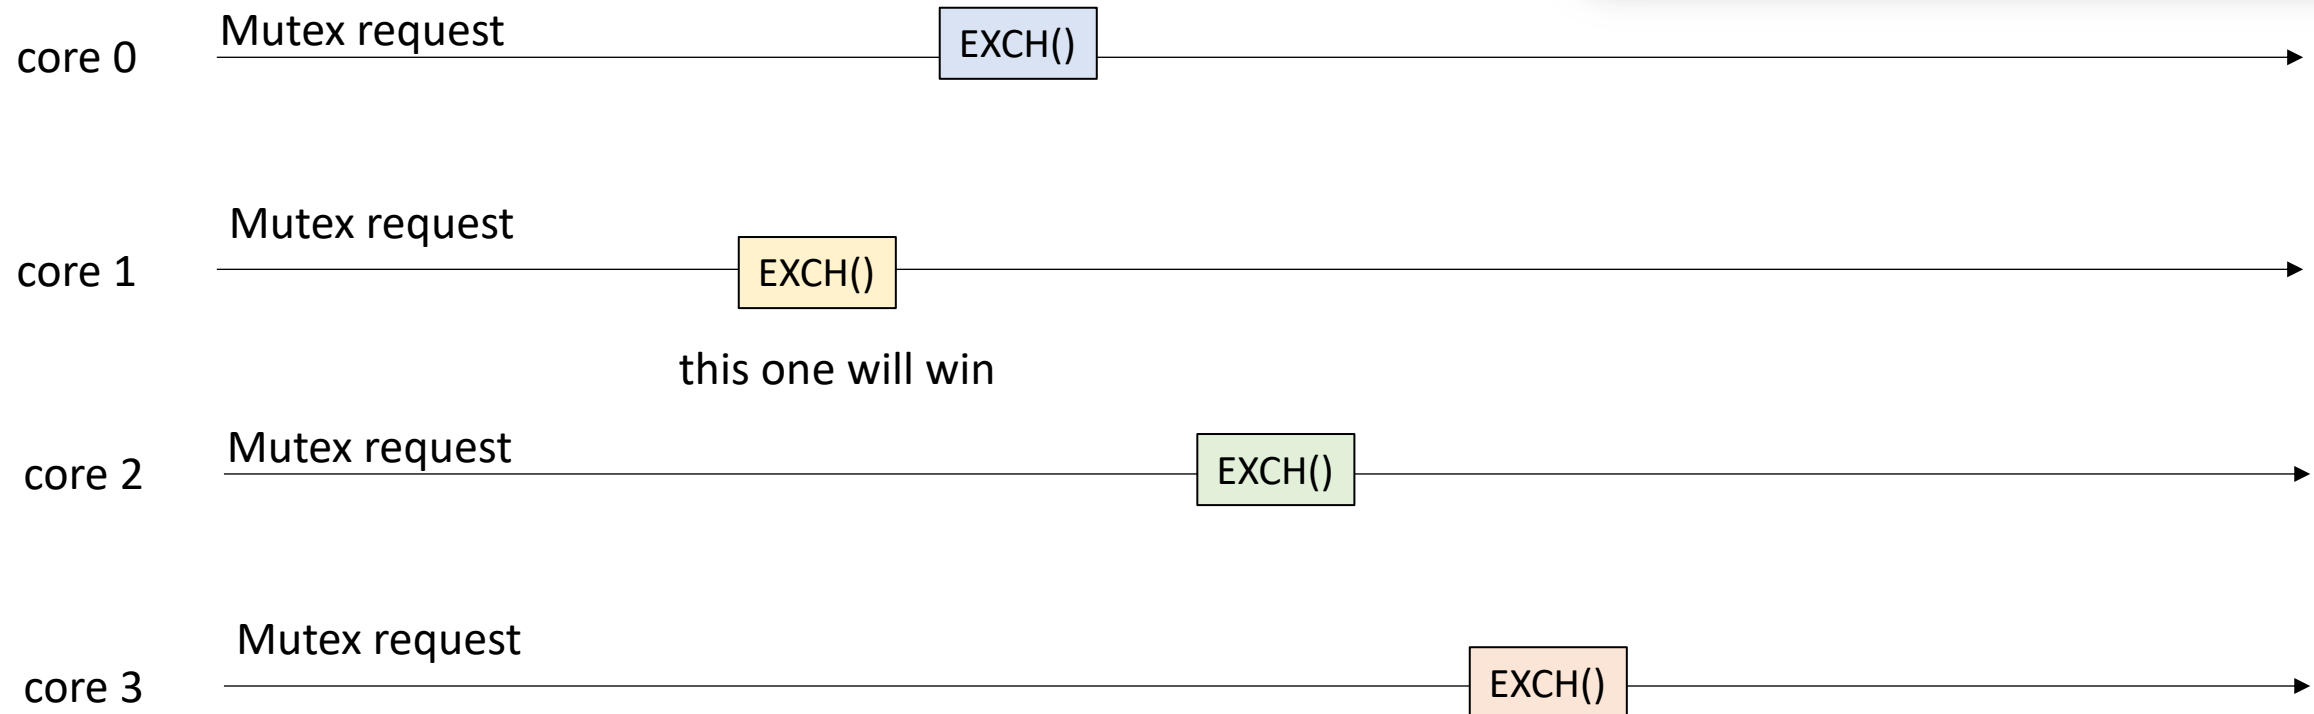 Mutex request
core 0
EXCH()
Mutex request
core 1
EXCH()
this one will win
Mutex request
core 2
EXCH()
Mutex request
core 3
EXCH()